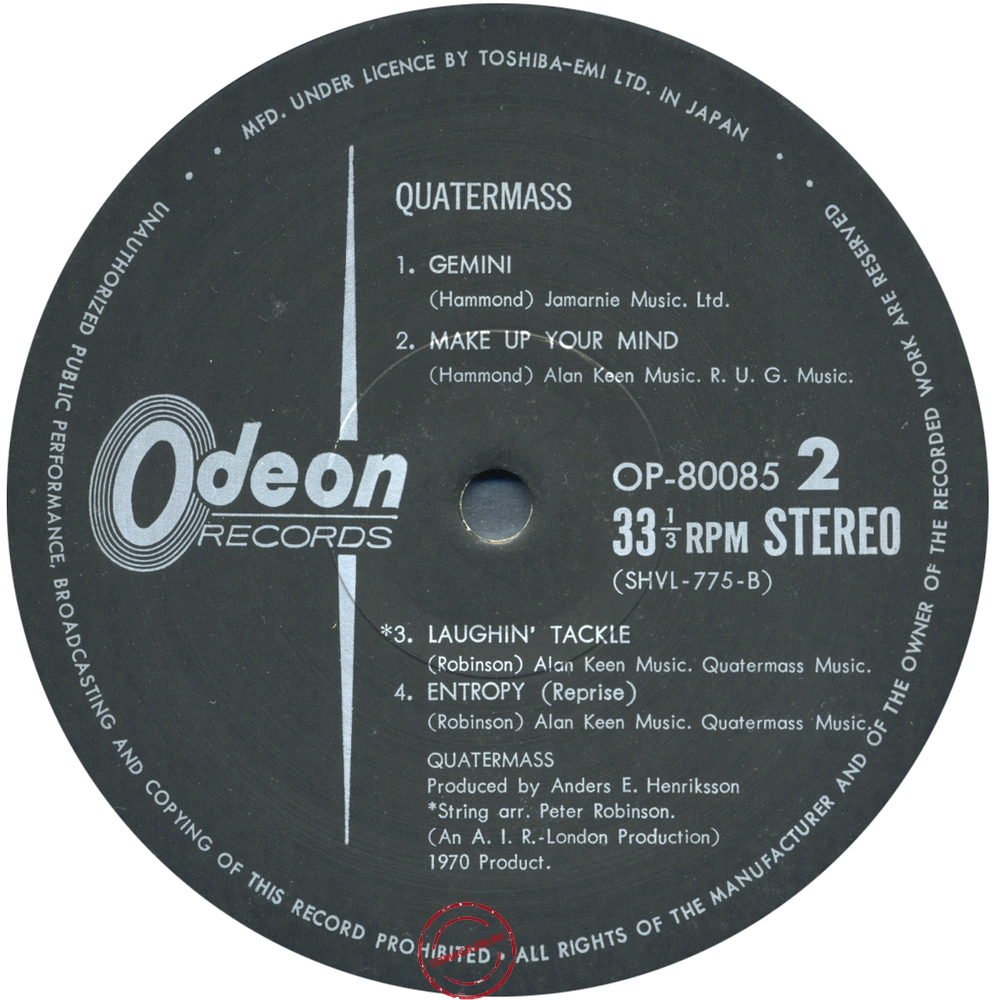 MFD. UNDER LICENCE BY TOSHIBA-EMI LTD. IN JAPAN
QUATERMASS
1. GEMINI
(Hammond) Jamarnie Music. Ltd.
2. MAKE UP YOUR MIND
(Hammond) Alan Keen Music. R. U. G. Music.
Odeon
RECORDS
OP-80085 2
33 1/3 RPM STEREO
(SHVL-775-B)
*3. LAUGHIN' TACKLE
(Robinson) Alan Keen Music. Quatermass Music.
4. ENTROPY (Reprise)
(Robinson) Alan Keen Music. Quatermass Music.
QUATERMASS
Produced by Anders E. Henriksson
*String arr. Peter Robinson.
(An A. I. R.-London Production)
1970 Product.
UNAUTHORIZED PUBLIC PERFORMANCE, BROADCASTING AND COPYING OF THIS RECORD PROHIBITED • ALL RIGHTS OF THE MANUFACTURER AND OF THE OWNER OF THE RECORDED WORK ARE RESERVED